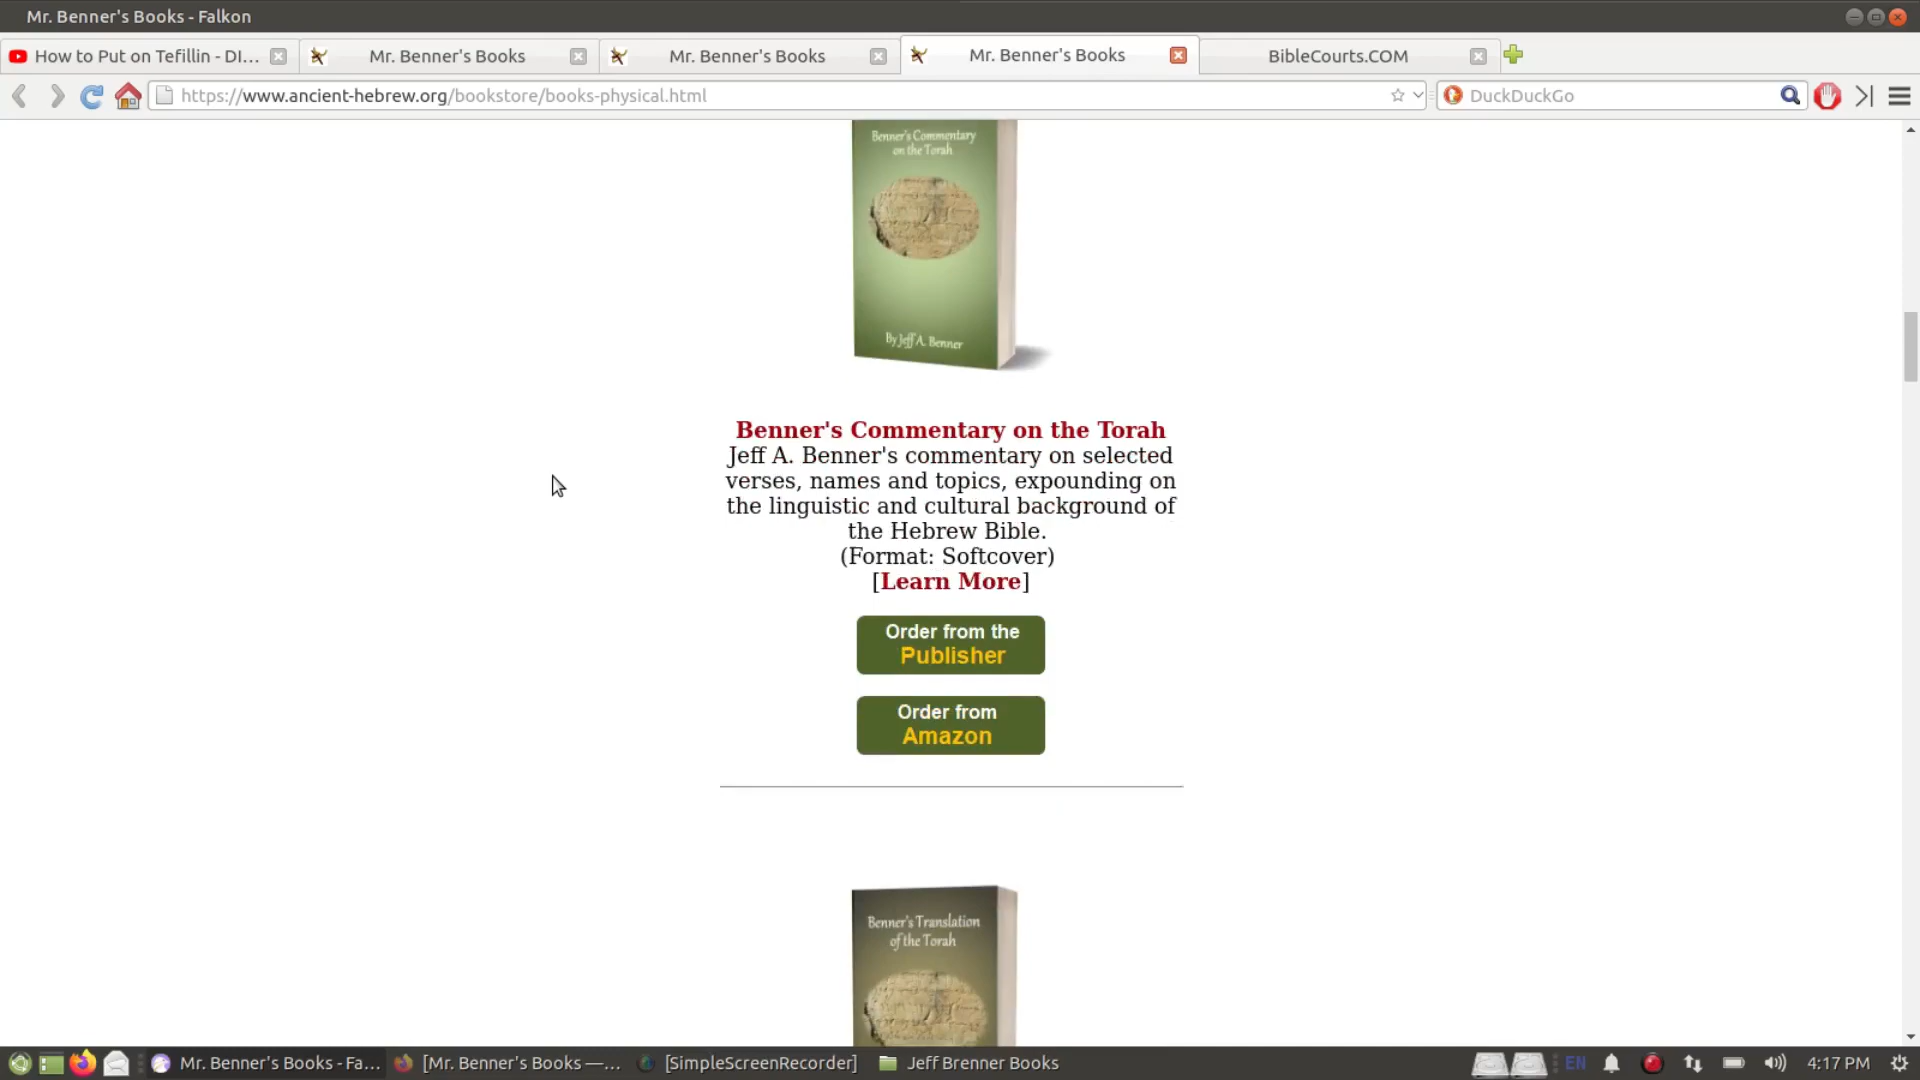 Mr. Benner's Books - Falkon
How to Put on Tefillin - DI...
Mr. Benner's Books
Mr. Benner's Books
Mr. Benner's Books
BibleCourts.COM
https://www.ancient-hebrew.org/bookstore/books-physical.html
DuckDuckGo
Benner's Commentary
on the Torah
By Jeff A. Benner
Benner's Commentary on the Torah
Jeff A. Benner's commentary on selected
verses, names and topics, expounding on
the linguistic and cultural background of
the Hebrew Bible.
(Format: Softcover)
[Learn More]
Order from the
Publisher
Order from
Amazon
Benner's Translation
of the Torah
Mr. Benner's Books - Fa...
[Mr. Benner's Books —...
[SimpleScreenRecorder]
Jeff Brenner Books
EN
4:17 PM